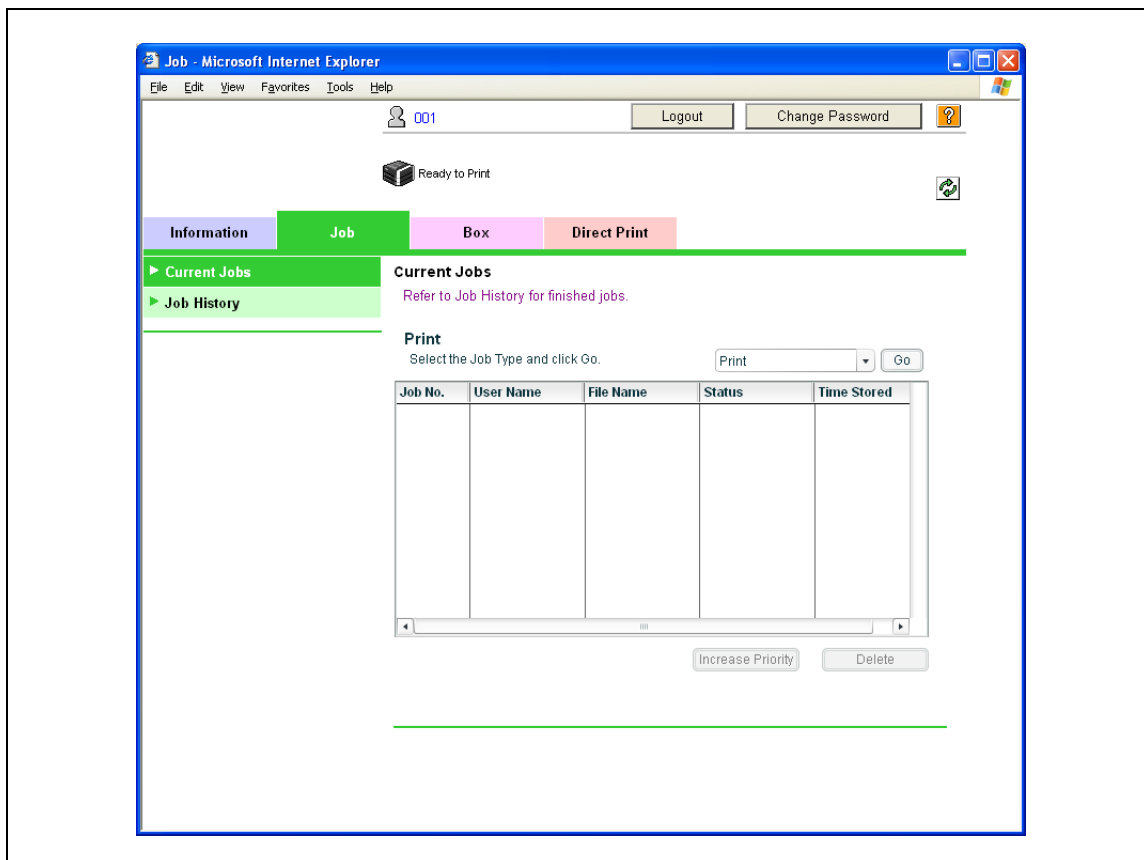 Job - Microsoft Internet Explorer
File Edit View Favorites Tools Help
001 Logout Change Password ?
Ready to Print
Information Job Box Direct Print
Current Jobs
Job History
Current Jobs
Refer to Job History for finished jobs.
Print
Select the Job Type and click Go. Print Go
Job No. User Name File Name Status Time Stored
Increase Priority Delete